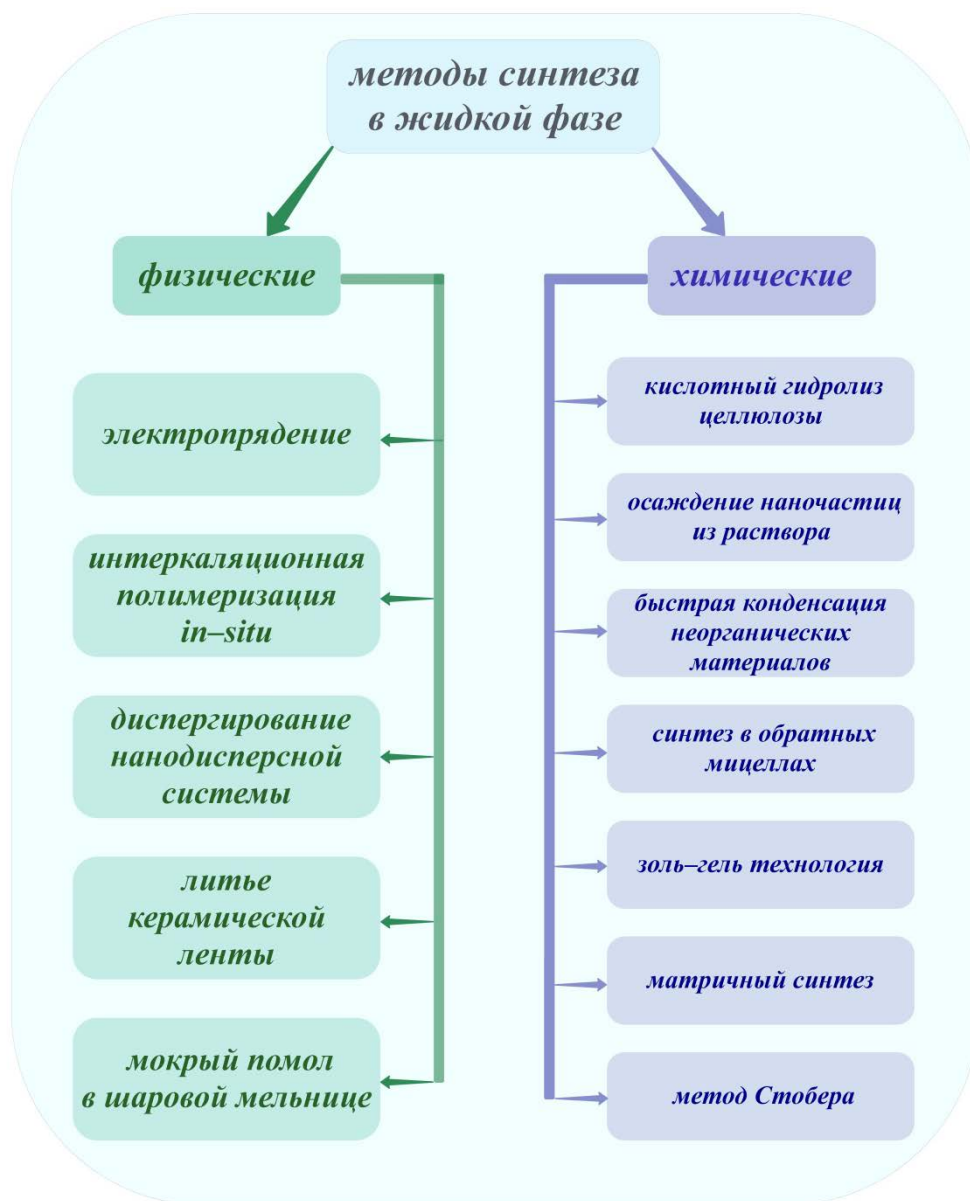 методы синтеза
в жидкой фазе
физические
электропрядение
интеркаляционная
полимеризация
in–situ
диспергирование
нанодисперсной
системы
литье
керамической
ленты
мокрый помол
в шаровой мельнице
химические
кислотный гидролиз
целлюлозы
осаждение наночастиц
из раствора
быстрая конденсация
неорганических
материалов
синтез в обратных
мицеллах
золь–гель технология
матричный синтез
метод Стобера